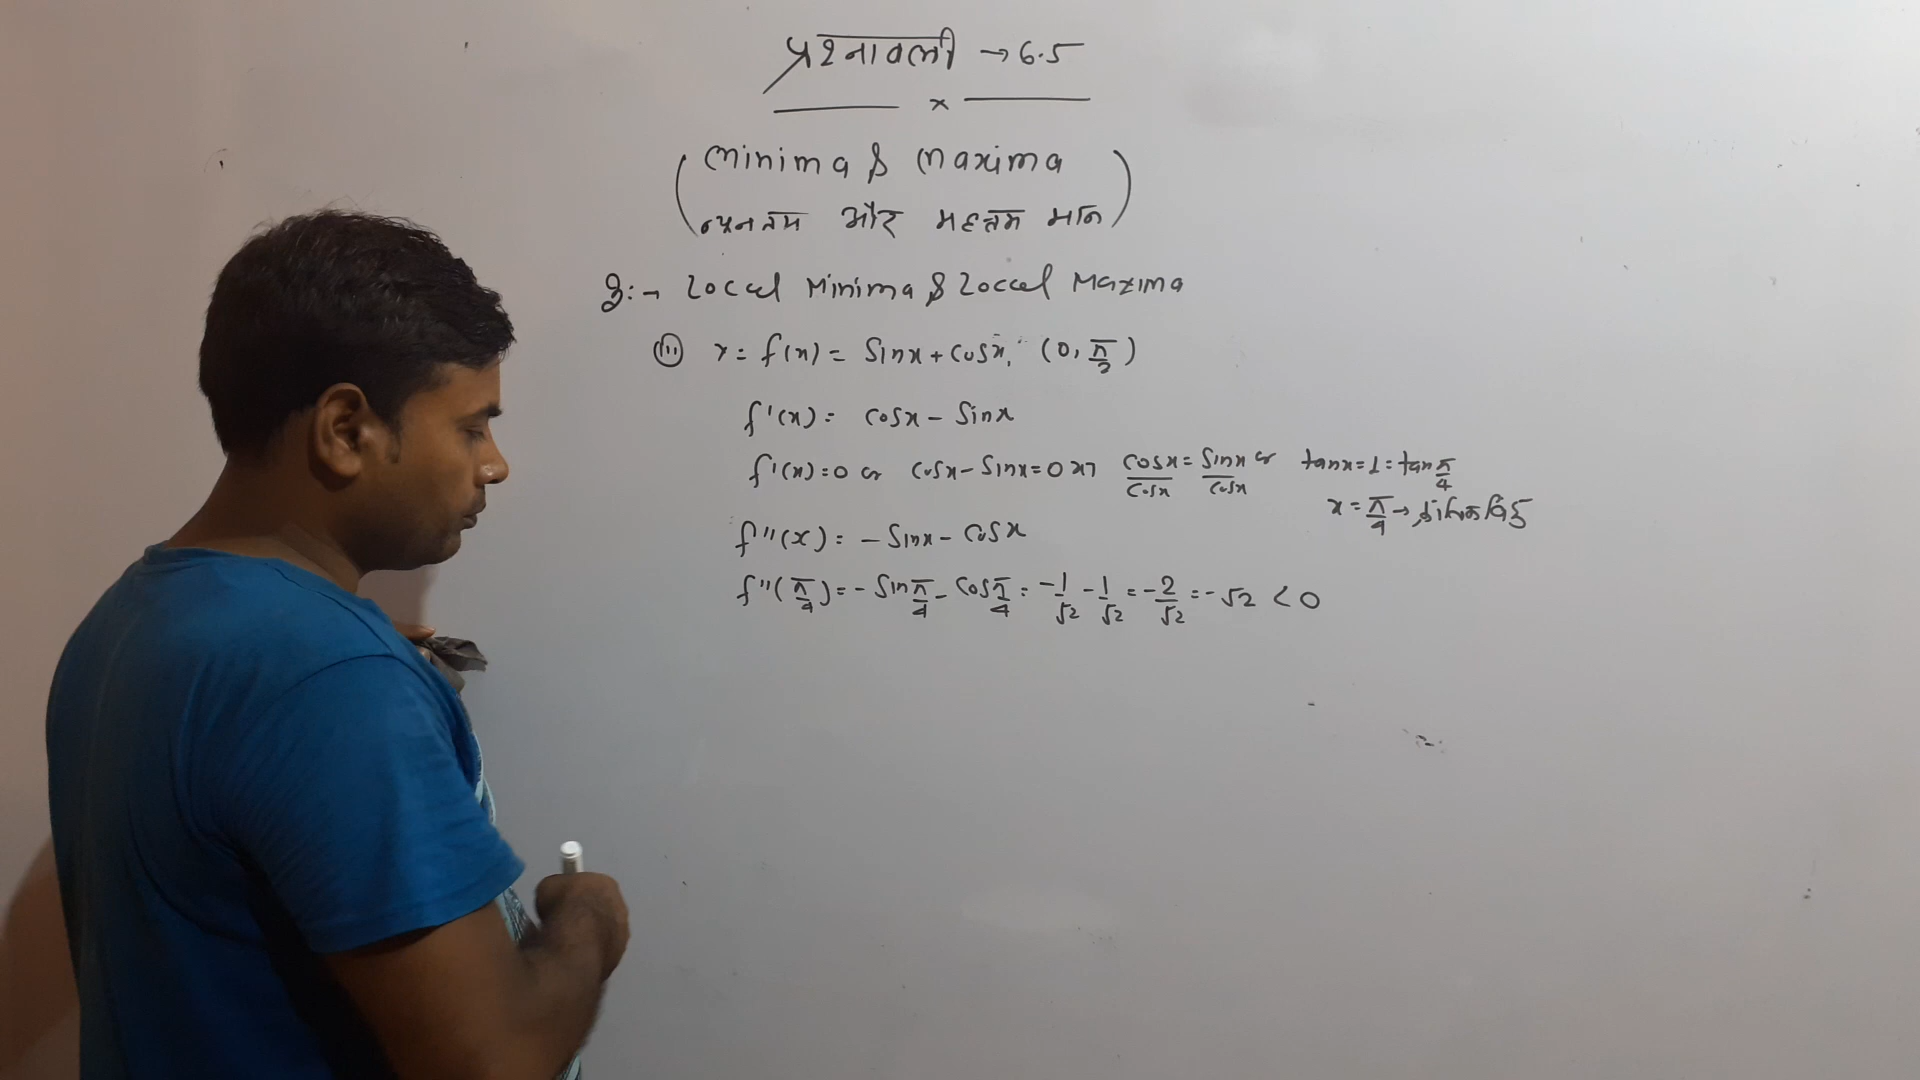 प्रश्नावली → 6.5
x
(Minima & Maxima
न्यूनतम और महत्तम मान)
3:→ Local Minima & Local Maxima
(iii) y = f(x) = Sinx + Cosx, (0, π/2)
f'(x) = Cosx - Sinx
f'(x) = 0 or Cosx - Sinx = 0 या Cosx/Cosx = Sinx/Cosx or tanx = 1 = tan π/4
x = π/4 → क्रांतिक बिंदु
f''(x) = - Sinx - Cosx
f''(π/4) = - Sin π/4 - Cos π/4 = -1/√2 - 1/√2 = -2/√2 = -√2 < 0